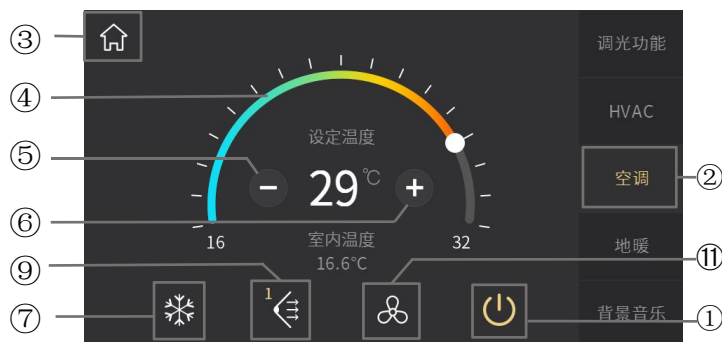 ③
④
⑤
⑥
⑨
⑦
设定温度
29℃
室内温度
16.6℃
16
32
1
调光功能
HVAC
空调
地暖
背景音乐
②
⑪
①